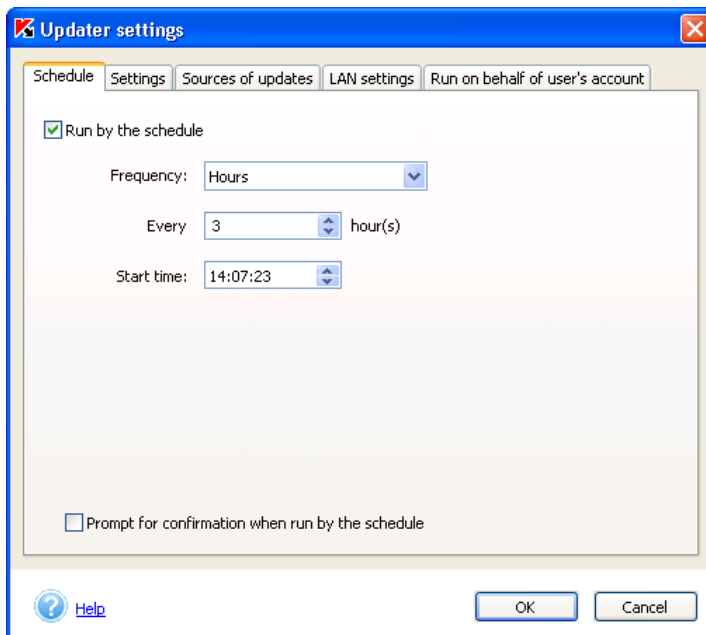 Updater settings
Schedule Settings Sources of updates LAN settings Run on behalf of user's account
Run by the schedule
Frequency: Hours
Every 3 hour(s)
Start time: 14:07:23
Prompt for confirmation when run by the schedule
? Help OK Cancel